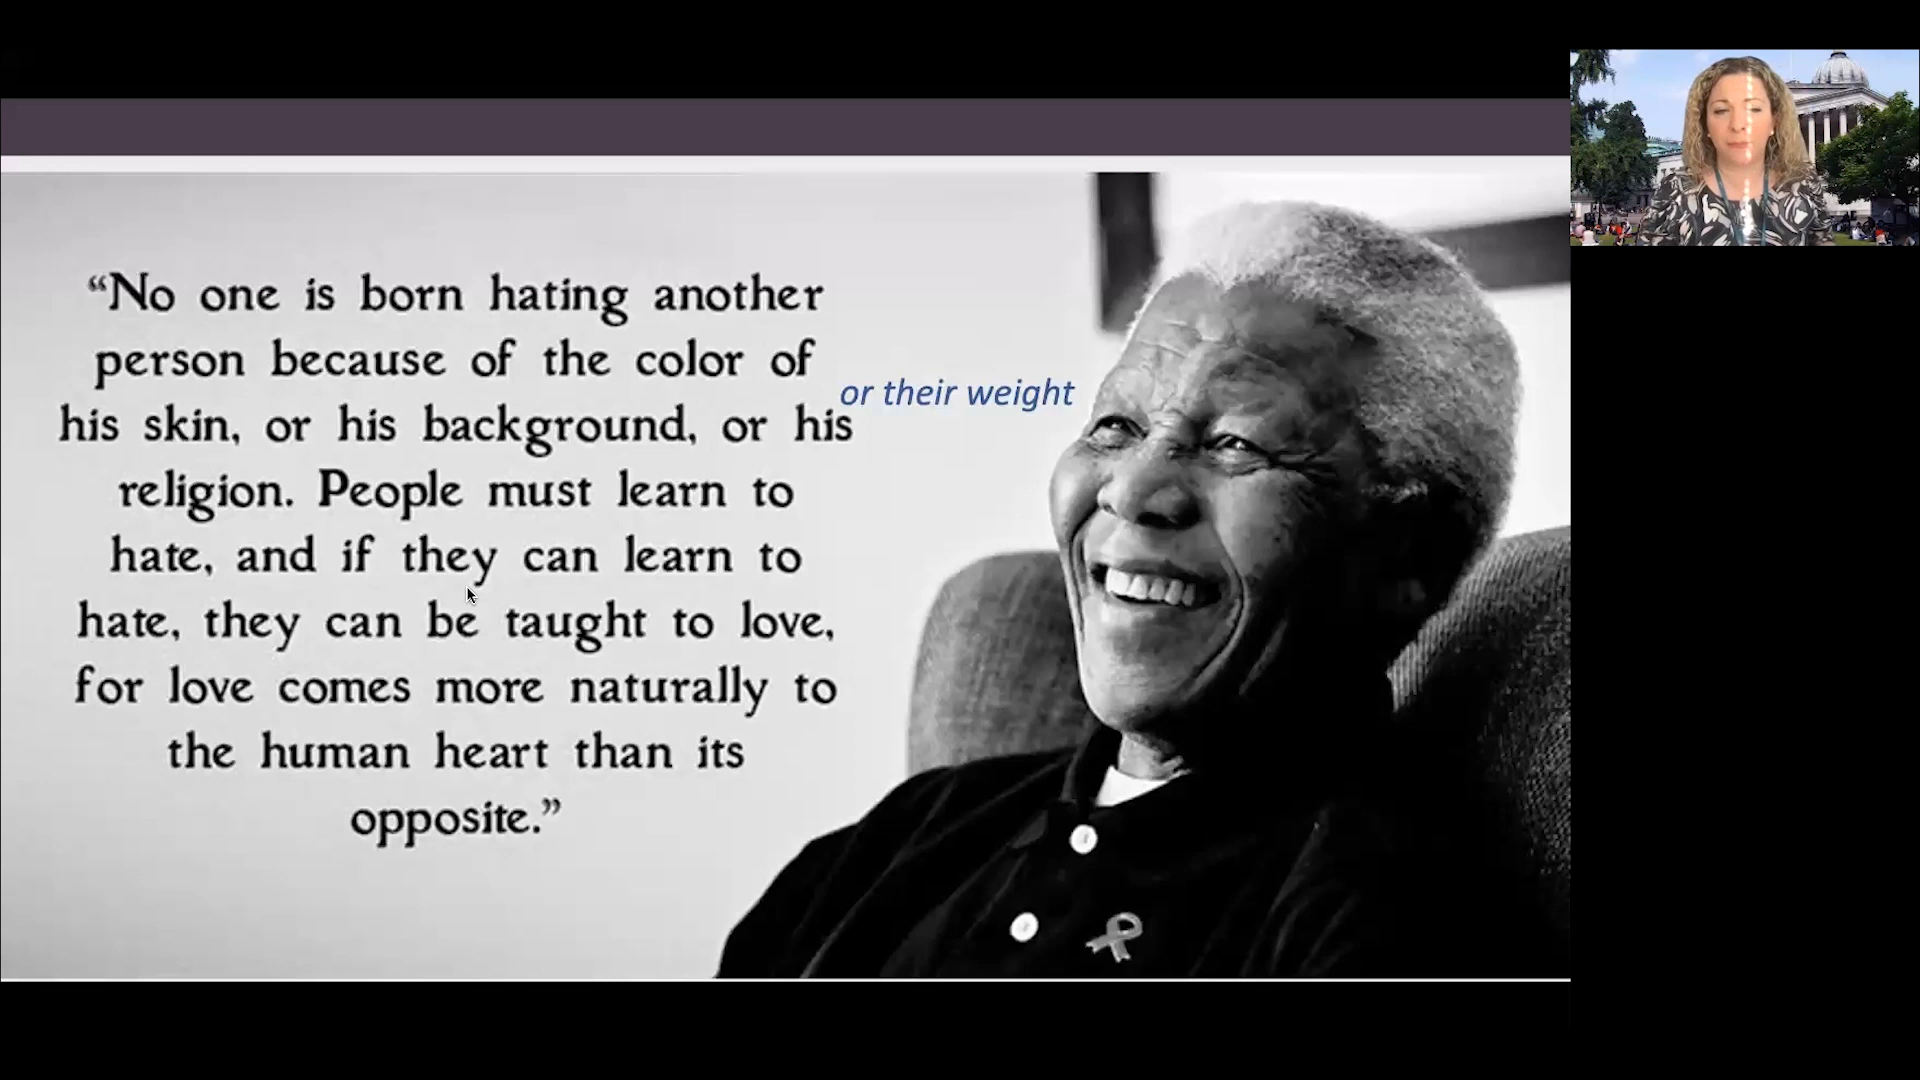 “No one is born hating another
person because of the color of
or their weight
his skin, or his background, or his
religion. People must learn to
hate, and if they can learn to
hate, they can be taught to love,
for love comes more naturally to
the human heart than its
opposite.”